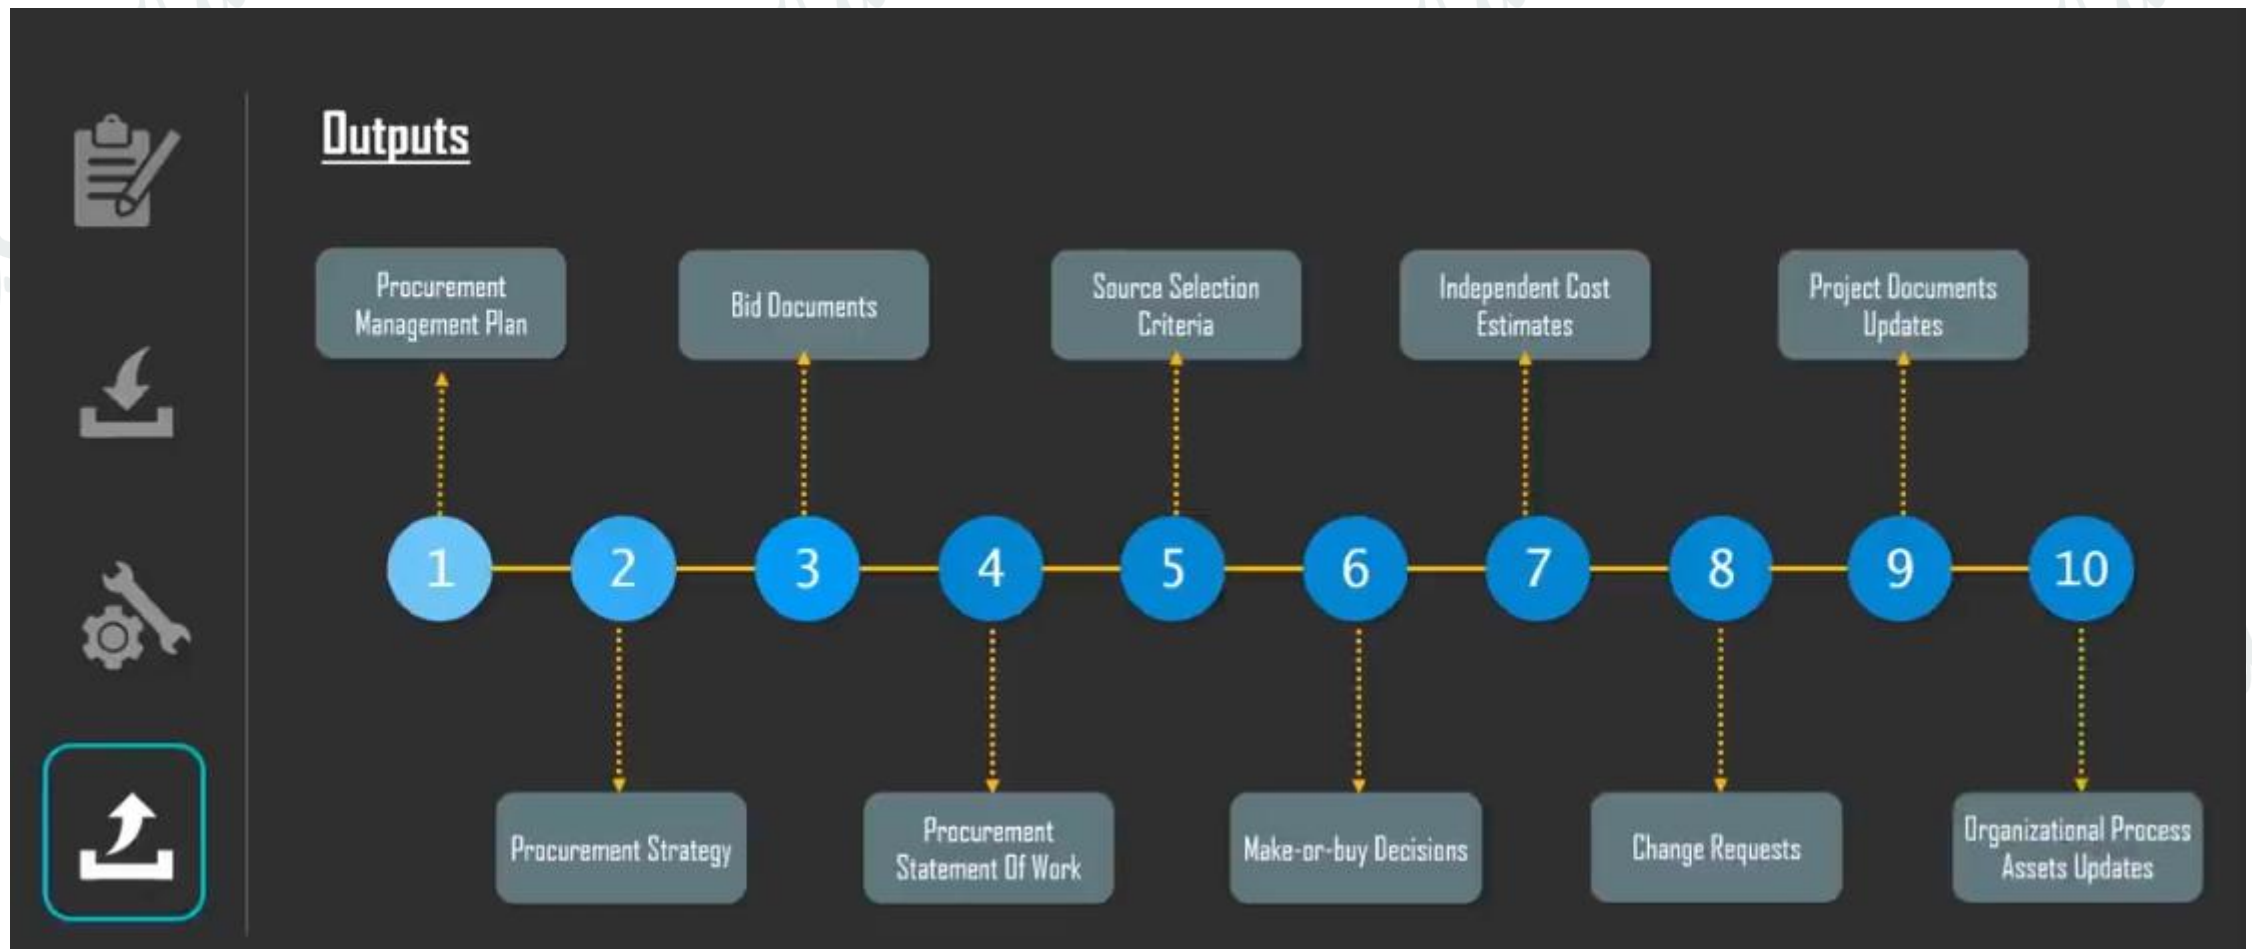 Outputs
Procurement
Management Plan
Bid Documents
Source Selection
Criteria
Independent Cost
Estimates
Project Documents
Updates
1
2
3
4
5
6
7
8
9
10
Procurement Strategy
Procurement
Statement Of Work
Make-or-buy Decisions
Change Requests
Organizational Process
Assets Updates